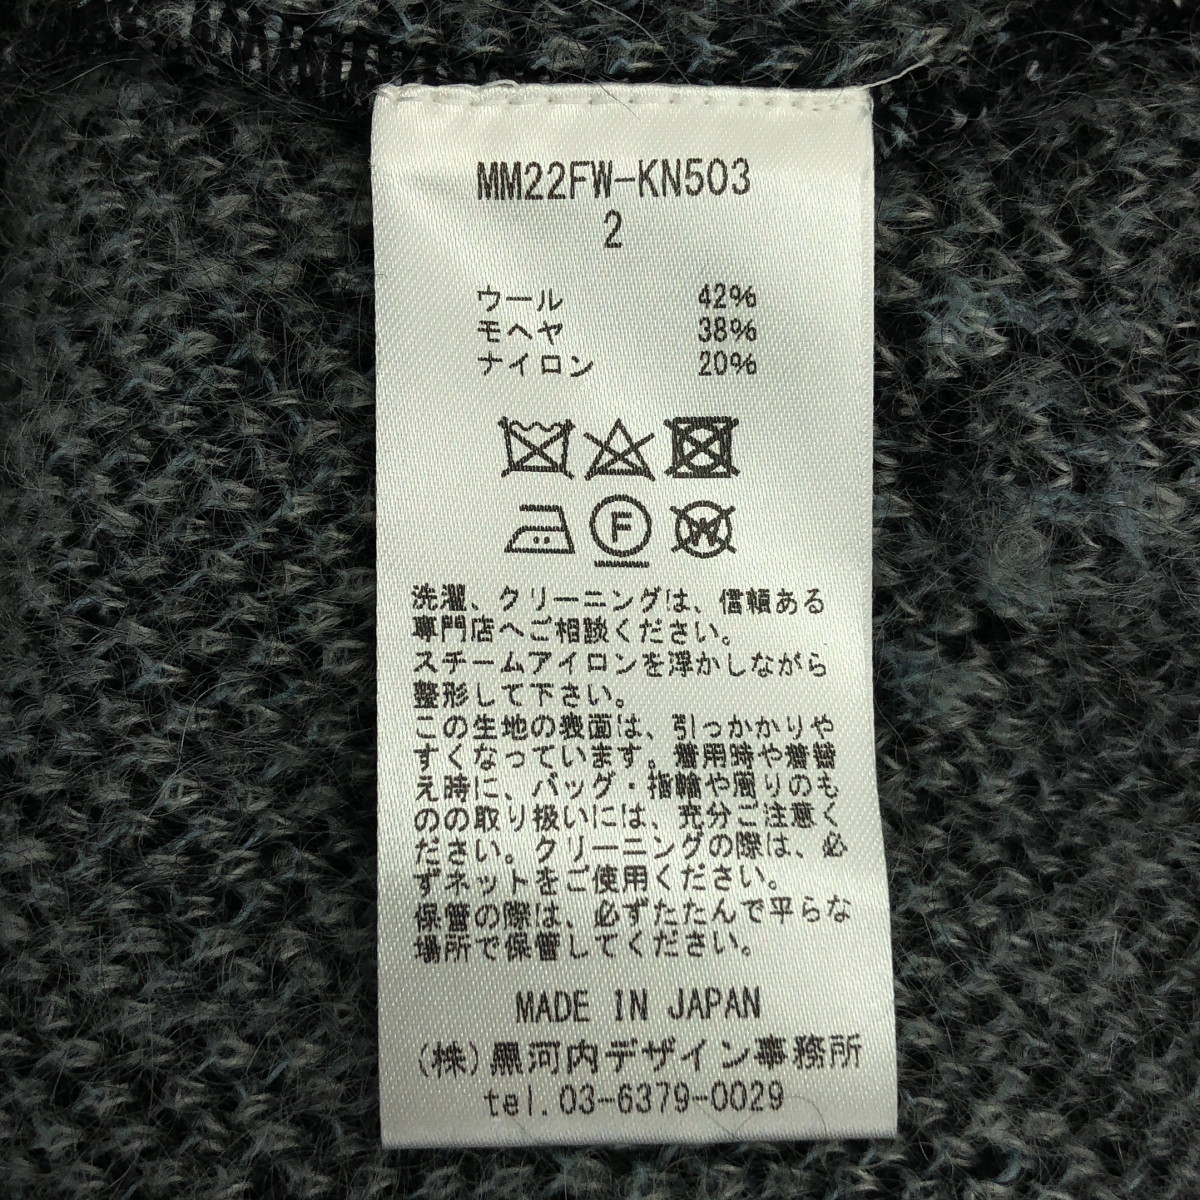 MM22FW-KN503
2
ウール 42%
モヘヤ 38%
ナイロン 20%
F
W
洗濯、クリーニングは、信頼ある
専門店へご相談ください。
スチームアイロンを浮かしながら
整形して下さい。
この生地の表面は、引っかかりや
すくなっています。着用時や着替
え時に、バッグ・指輪や周りのも
のの取り扱いには、充分ご注意く
ださい。クリーニングの際は、必
ずネットをご使用ください。
保管の際は、必ずたたんで平らな
場所で保管してください。
MADE IN JAPAN
(株)黒河内デザイン事務所
tel.03-6379-0029